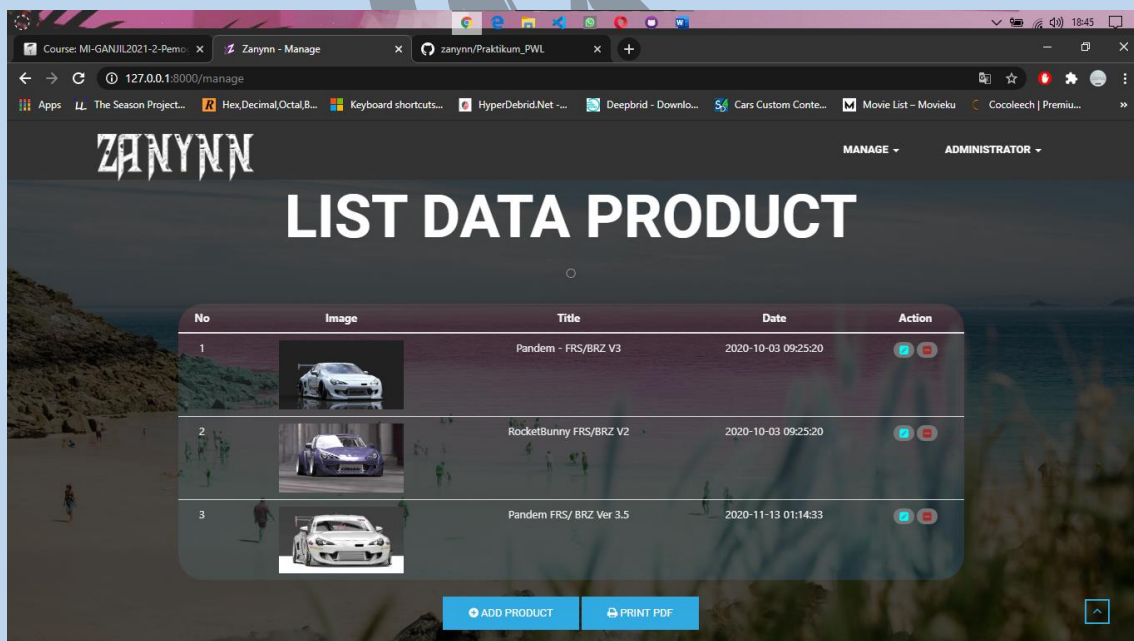 18:45
Course: MI-GANJIL2021-2-Pemo
Zanynn - Manage
zanynn/Praktikum_PWL
127.0.0.1:8000/manage
Apps
The Season Project...
Hex,Decimal,Octal,B...
Keyboard shortcuts...
HyperDebrid.Net -...
Deepbrid - Downlo...
Cars Custom Conte...
Movie List – Movieku
Cocoleech | Premiu...
»
ZANYNN
MANAGE
ADMINISTRATOR
LIST DATA PRODUCT
No Image Title Date Action
1 Pandem - FRS/BRZ V3 2020-10-03 09:25:20
2 RocketBunny FRS/BRZ V2 2020-10-03 09:25:20
3 Pandem FRS/ BRZ Ver 3.5 2020-11-13 01:14:33
ADD PRODUCT
PRINT PDF